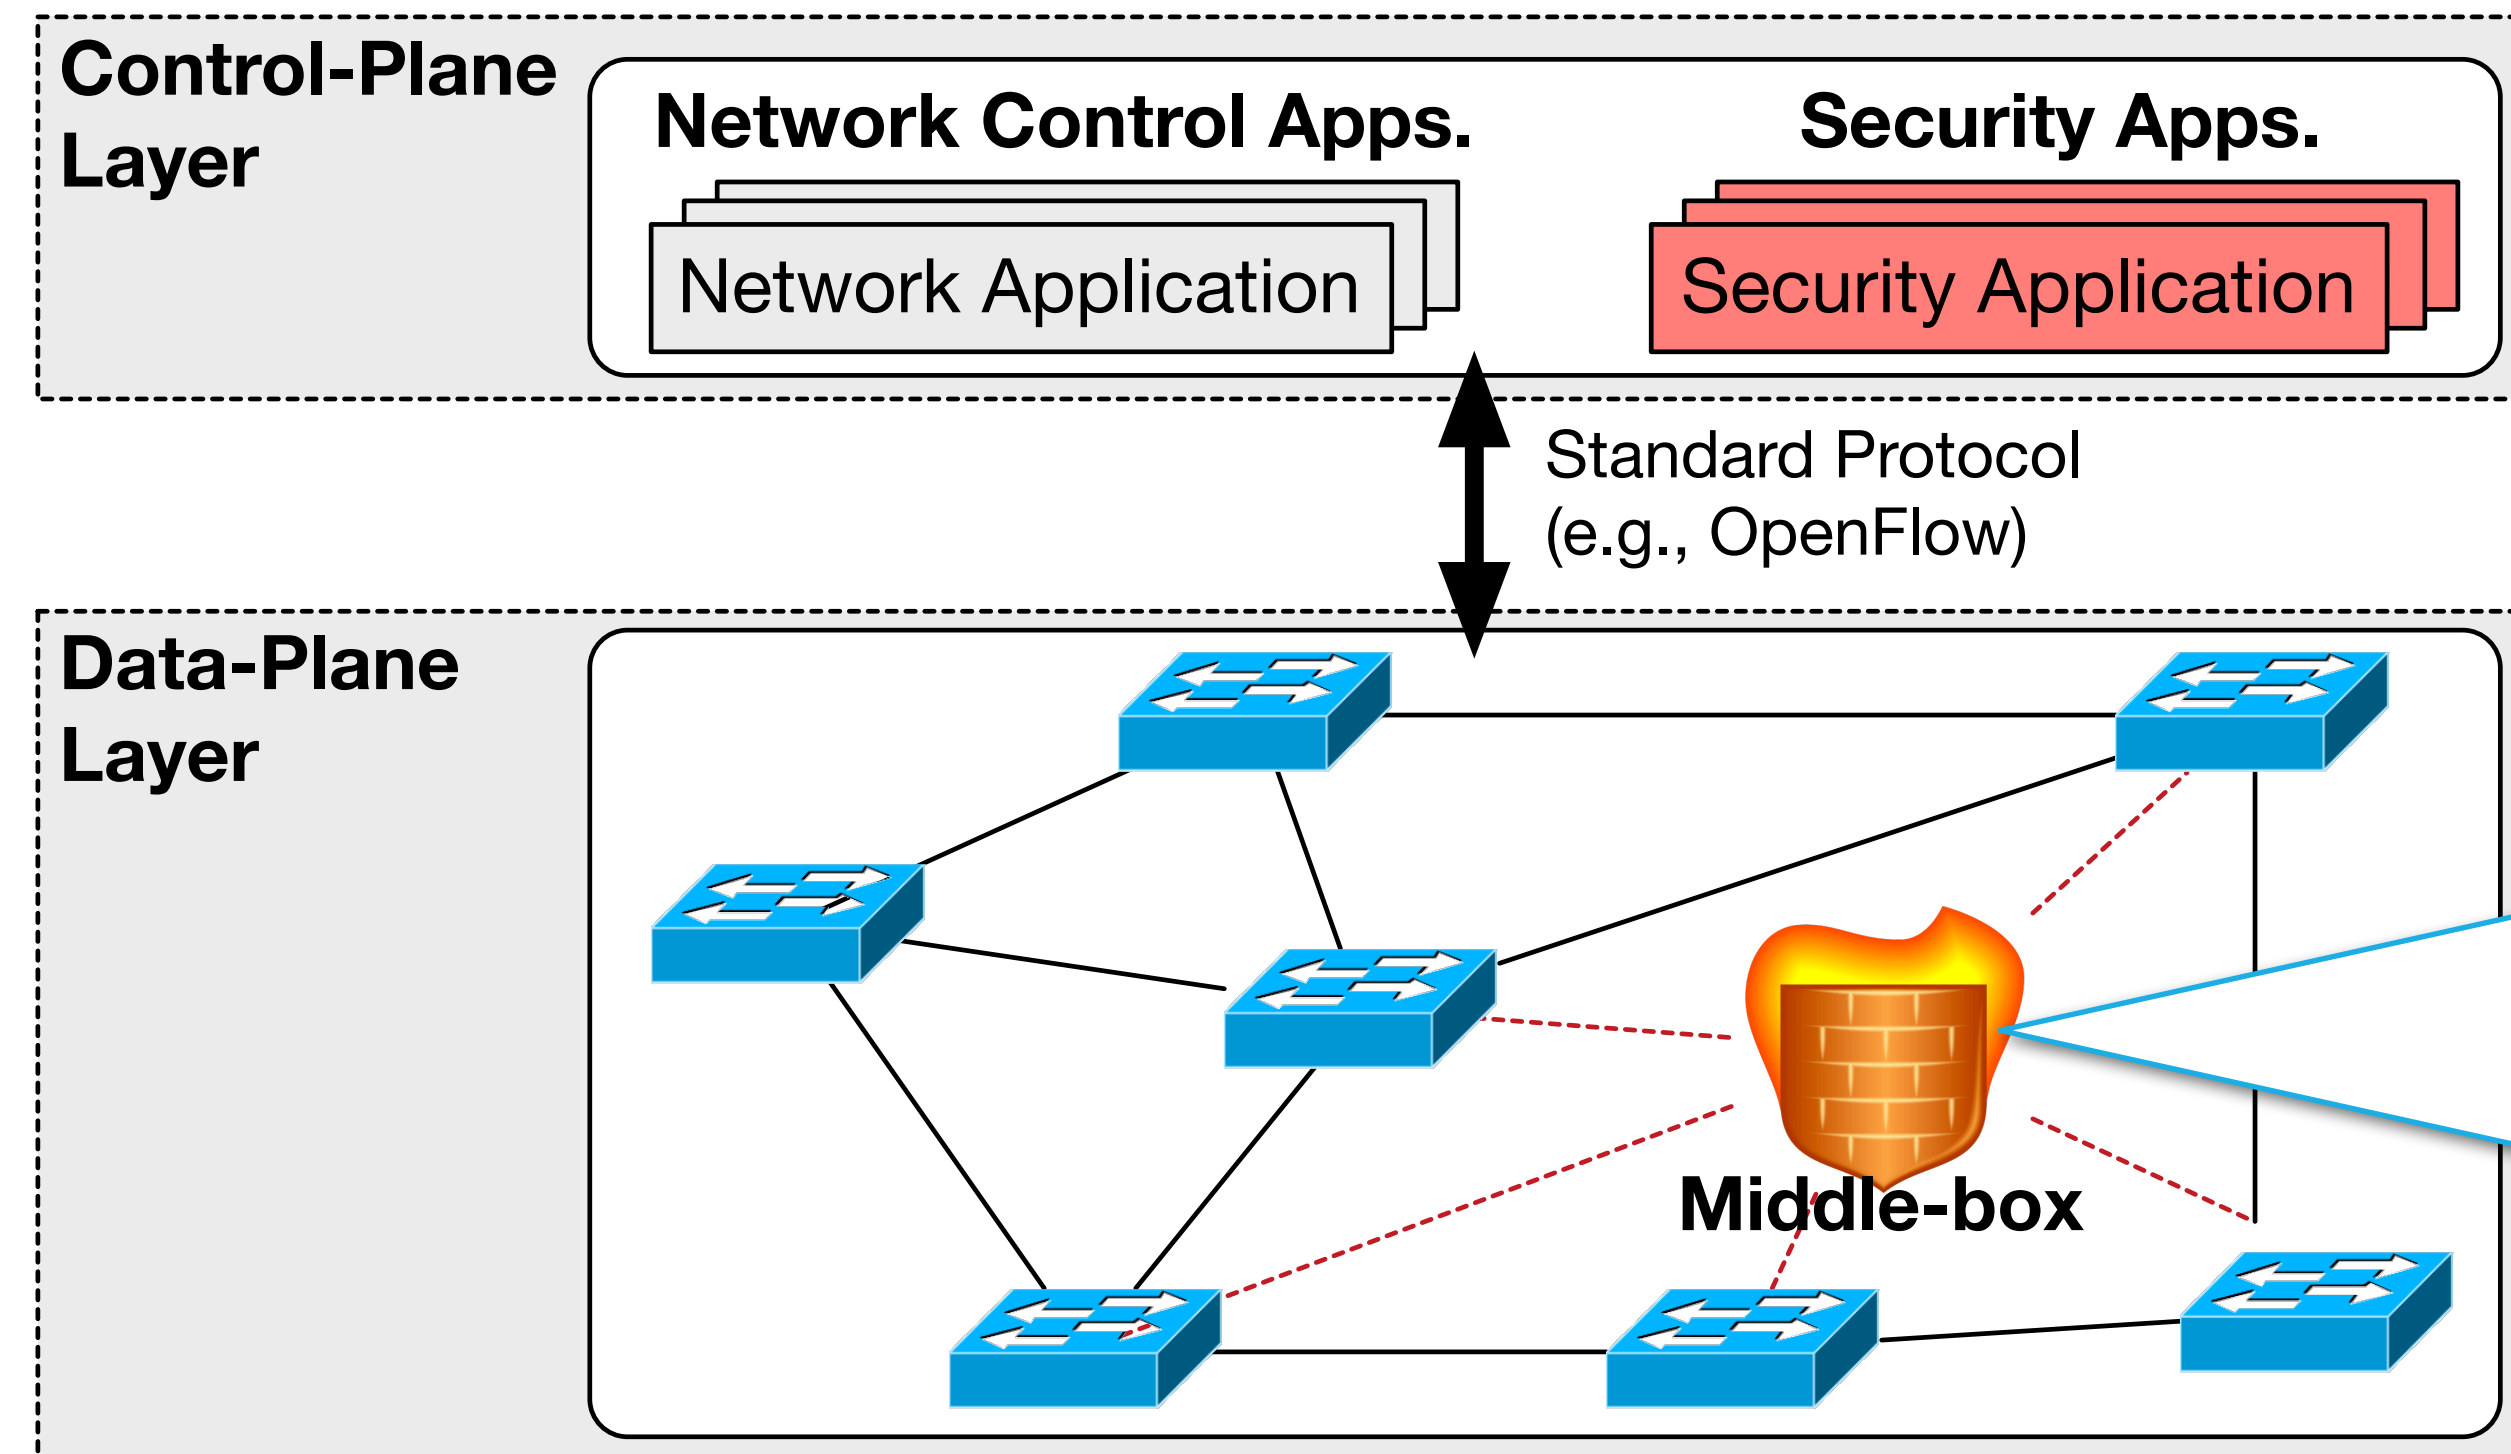 Control-Plane
Layer
Network Control Apps.
Security Apps.
Network Application
Security Application
Standard Protocol
(e.g., OpenFlow)
Data-Plane
Layer
Middle-box